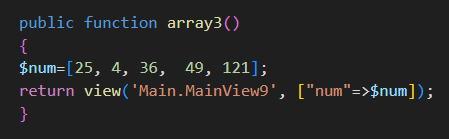 public function array3()
{
$num=[25, 4, 36,  49, 121];
return view('Main.MainView9', ["num"=>$num]);
}